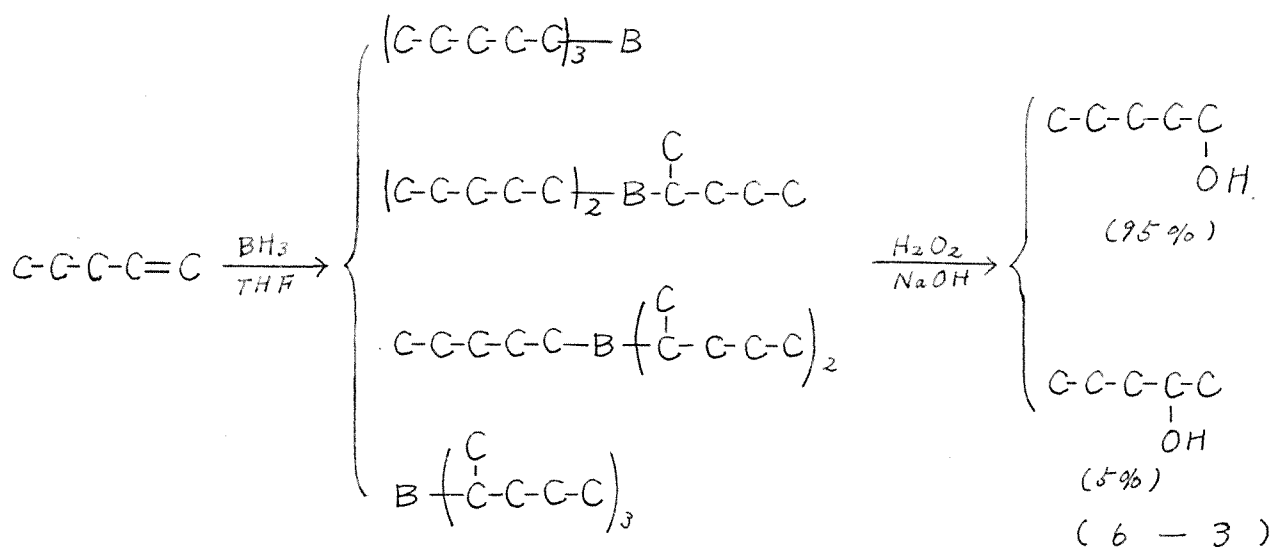 (C-C-C-C-C)₃—B
(C-C-C-C-C)₂—B-C-C-C-C
C
C-C-C-C=C
BH₃
THF
C-C-C-C-C—B—(C-C-C-C)₂
C
B—(C-C-C-C)₃
C
H₂O₂
NaOH
C-C-C-C-C
OH.
(95%)
C-C-C-C-C
OH
(5%)
(6-3)